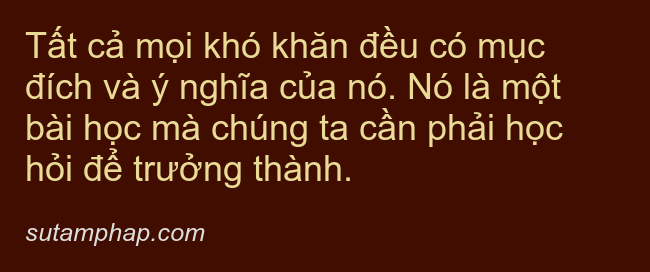 Tất cả mọi khó khăn đều có mục
đích và ý nghĩa của nó. Nó là một
bài học mà chúng ta cần phải học
hỏi để trưởng thành.
sutamphap.com